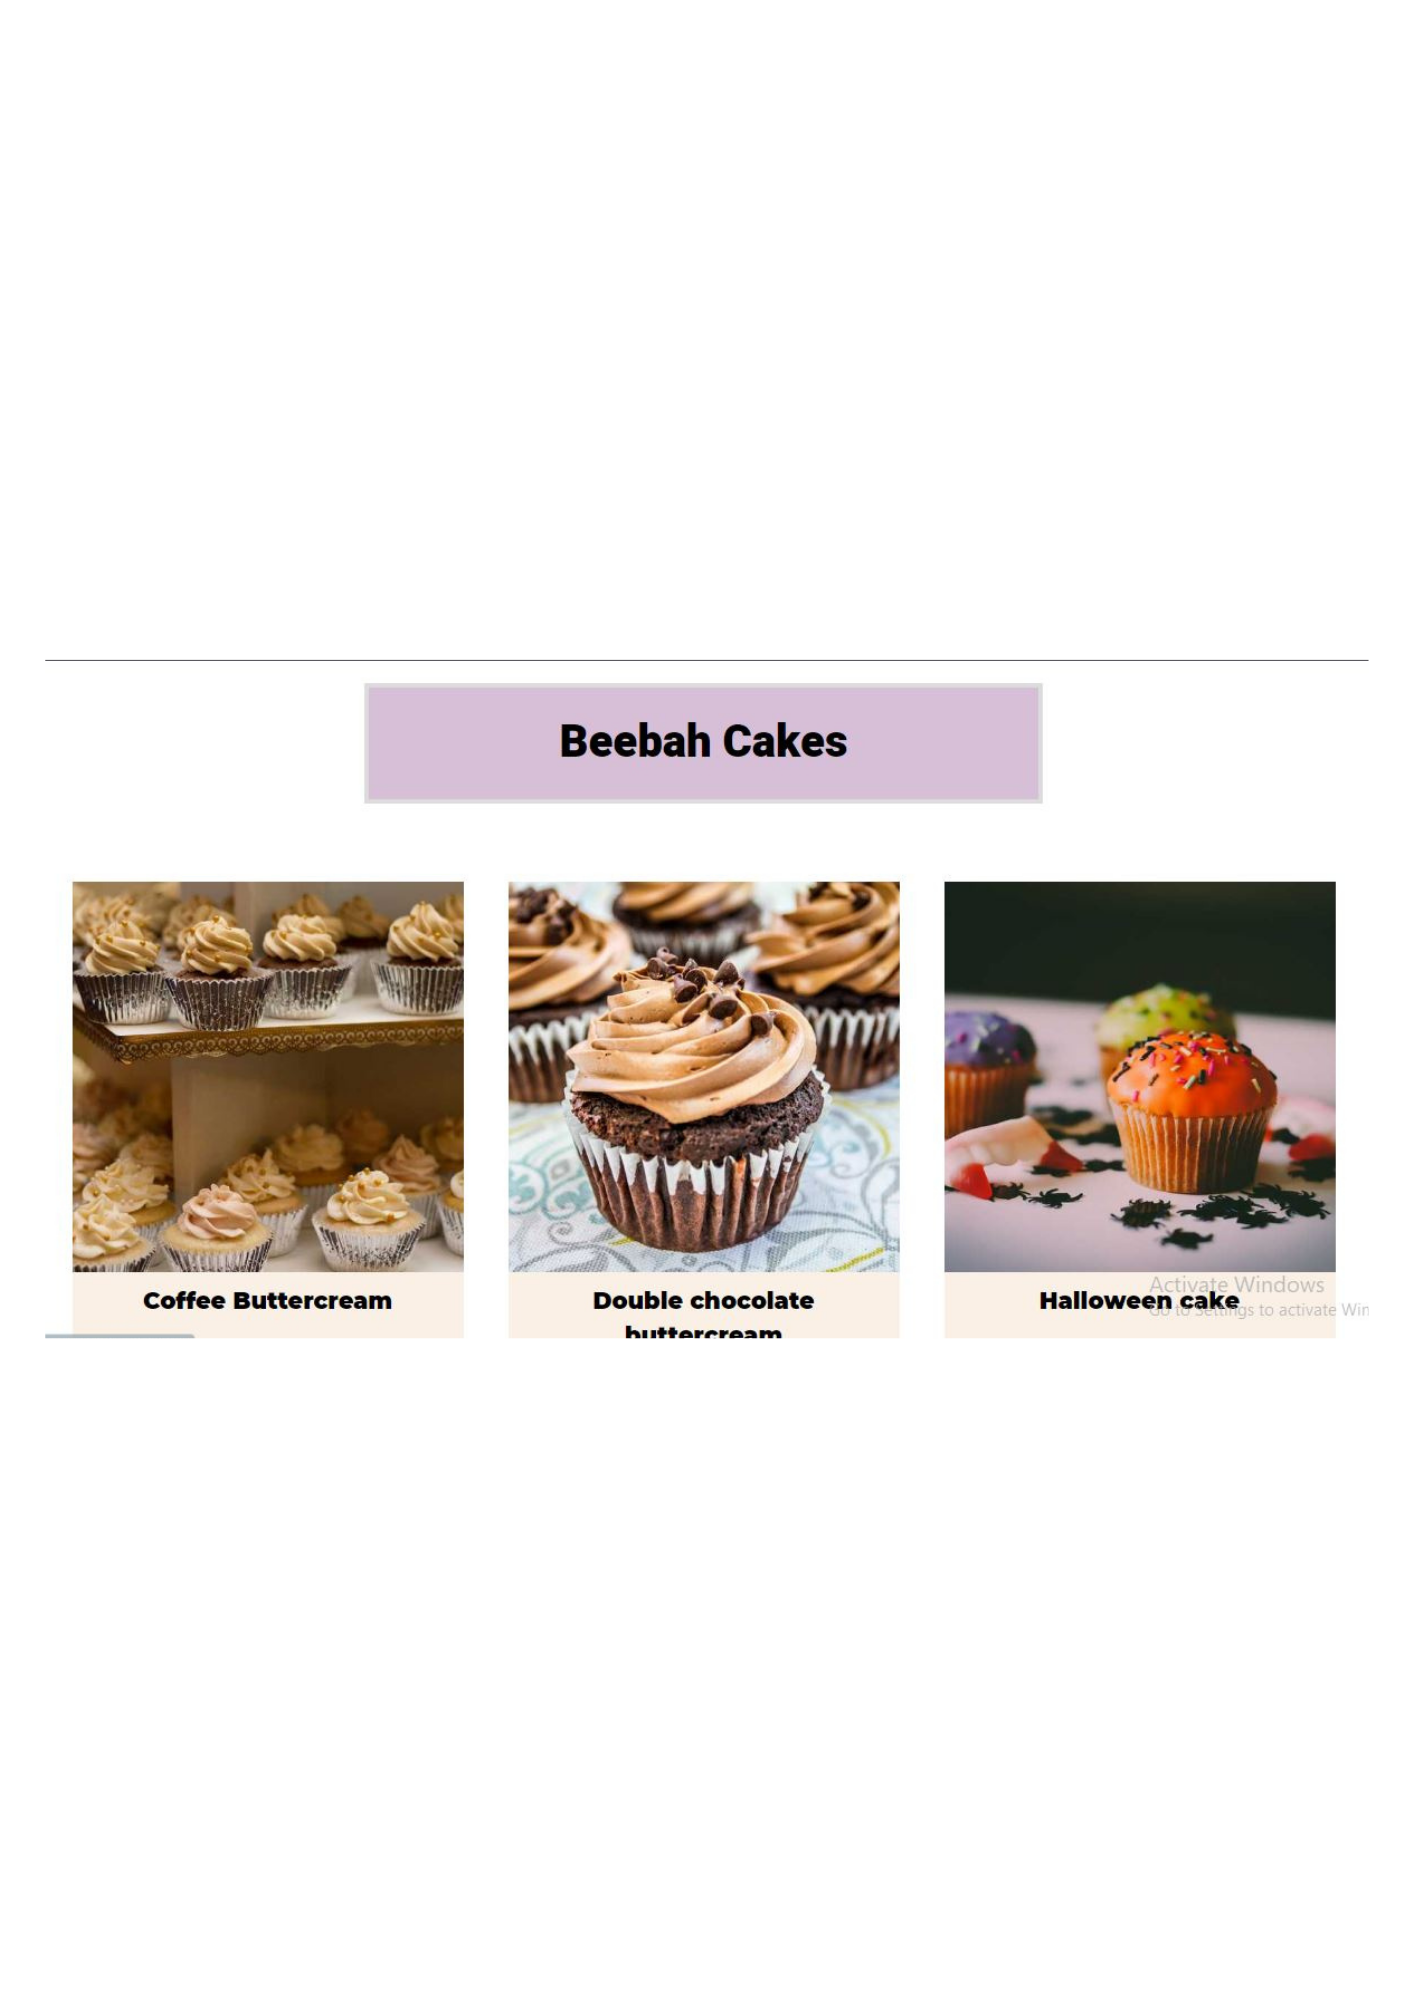 Beebah Cakes
Coffee Buttercream
Double chocolate
buttercream
Halloween cake
Activate Windows
Go to Settings to activate Win